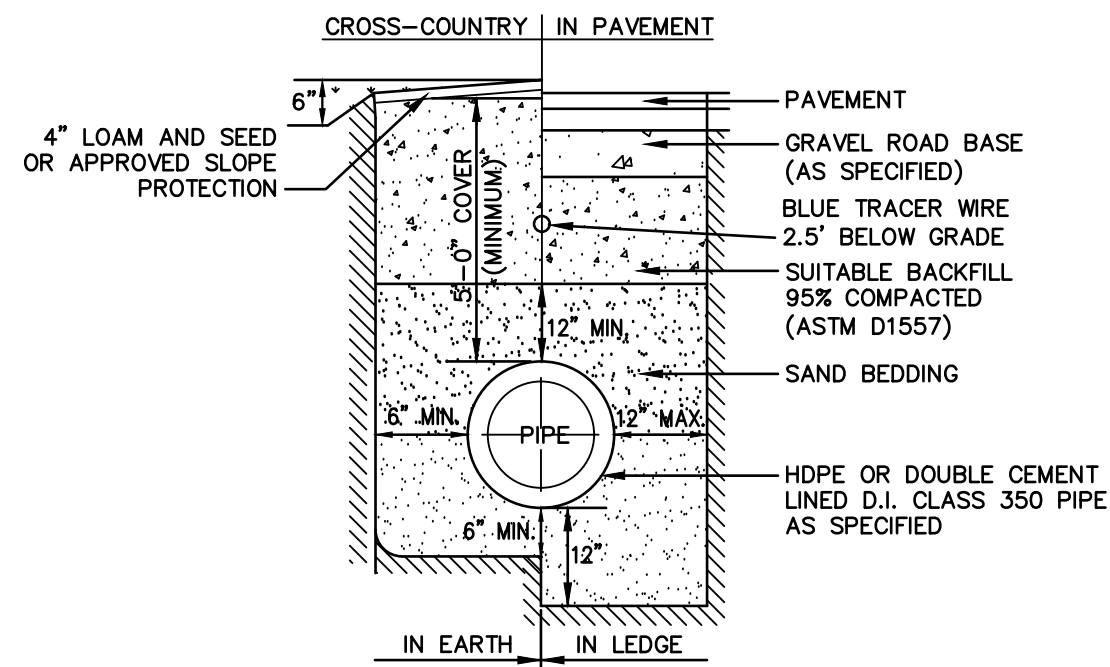 CROSS-COUNTRY
IN PAVEMENT
6"
4" LOAM AND SEED
OR APPROVED SLOPE
PROTECTION
5'-0" COVER
(MINIMUM)
PAVEMENT
GRAVEL ROAD BASE
(AS SPECIFIED)
BLUE TRACER WIRE
2.5' BELOW GRADE
SUITABLE BACKFILL
95% COMPACTED
(ASTM D1557)
12" MIN.
SAND BEDDING
6" MIN.
12" MAX.
PIPE
HDPE OR DOUBLE CEMENT
LINED D.I. CLASS 350 PIPE
AS SPECIFIED
6" MIN.
12"
IN EARTH
IN LEDGE